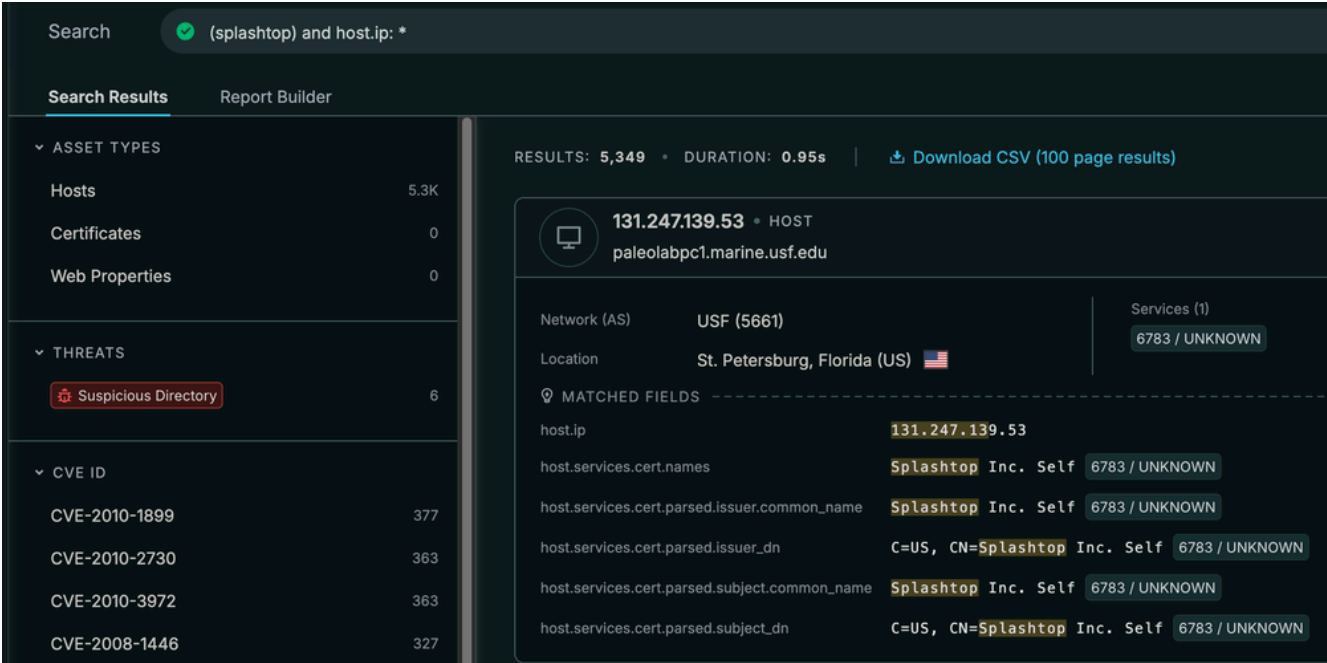 Search
(splashtop) and host.ip: *
Search Results
Report Builder
ASSET TYPES
Hosts 5.3K
Certificates 0
Web Properties 0
THREATS
Suspicious Directory 6
CVE ID
CVE-2010-1899 377
CVE-2010-2730 363
CVE-2010-3972 363
CVE-2008-1446 327
RESULTS: 5,349 • DURATION: 0.95s
Download CSV (100 page results)
131.247.139.53 • HOST
paleolabpc1.marine.usf.edu
Network (AS) USF (5661)
Location St. Petersburg, Florida (US)
Services (1)
6783 / UNKNOWN
MATCHED FIELDS
host.ip 131.247.139.53
host.services.cert.names Splashtop Inc. Self 6783 / UNKNOWN
host.services.cert.parsed.issuer.common_name Splashtop Inc. Self 6783 / UNKNOWN
host.services.cert.parsed.issuer_dn C=US, CN=Splashtop Inc. Self 6783 / UNKNOWN
host.services.cert.parsed.subject.common_name Splashtop Inc. Self 6783 / UNKNOWN
host.services.cert.parsed.subject_dn C=US, CN=Splashtop Inc. Self 6783 / UNKNOWN